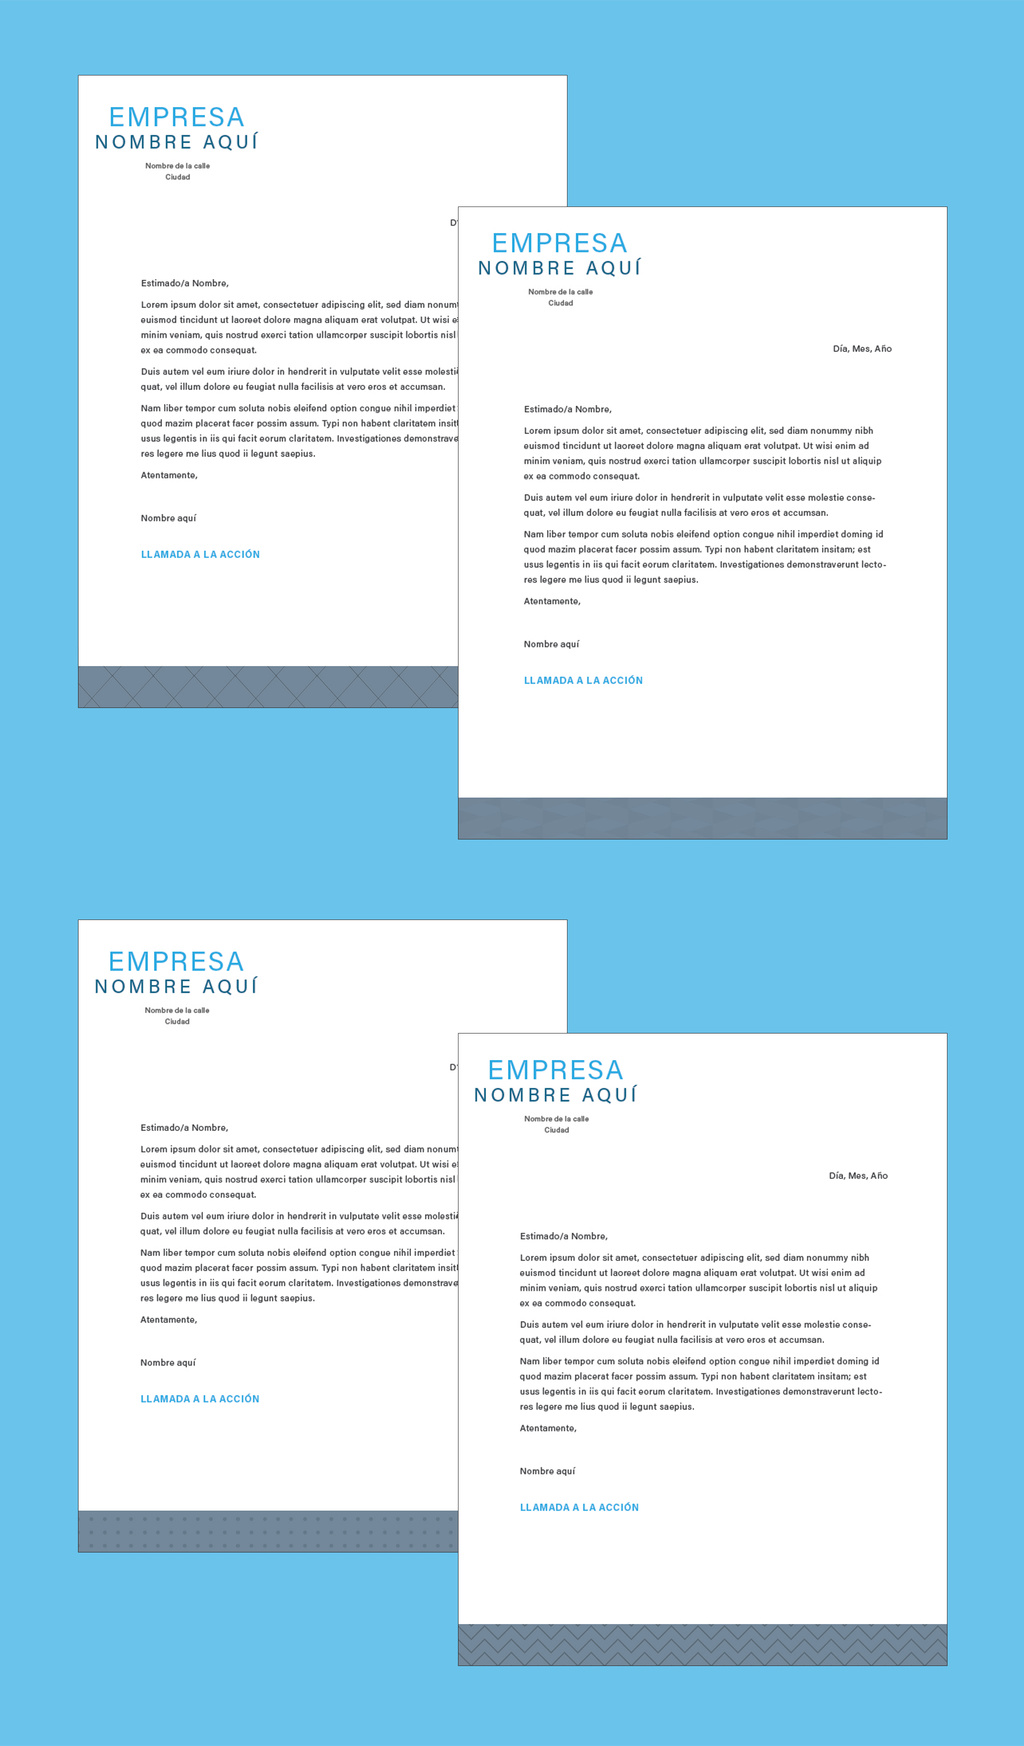 EMPRESA
NOMBRE AQUÍ
Nombre de la calle
Ciudad
Estimado/a Nombre,
Lorem ipsum dolor sit amet, consectetuer adipiscing elit, sed diam
euismod tincidunt ut laoreet dolore magna aliquam erat volutpat. Ut wisi
minim veniam, quis nostrud exerci tation ullamcorper suscipit lobortis nisl
ex ea commodo consequat.
Duis autem vel eum iriure dolor in hendrerit in vulputate velit esse
quat, vel illum dolore eu feugiat nulla facilisis at vero eros et accumsan.
Nam liber tempor cum soluta nobis eleifend option congue nihil imperdiet
quod mazim placerat facer possim assum. Typi non habent claritatem
usus legentis in iis qui facit eorum claritatem. Investigationes
res legere me lius quod ii legunt saepius.
Atentamente,
Nombre aquí
LLAMADA A LA ACCIÓN
EMPRESA
NOMBRE AQUÍ
Nombre de la calle
Ciudad
Día, Mes, Año
Estimado/a Nombre,
Lorem ipsum dolor sit amet, consectetuer adipiscing elit, sed diam nonummy nibh
euismod tincidunt ut laoreet dolore magna aliquam erat volutpat. Ut wisi enim ad
minim veniam, quis nostrud exerci tation ullamcorper suscipit lobortis nisl ut aliquip
ex ea commodo consequat.
Duis autem vel eum iriure dolor in hendrerit in vulputate velit esse molestie conse-
quat, vel illum dolore eu feugiat nulla facilisis at vero eros et accumsan.
Nam liber tempor cum soluta nobis eleifend option congue nihil imperdiet doming id
quod mazim placerat facer possim assum. Typi non habent claritatem insitam; est
usus legentis in iis qui facit eorum claritatem. Investigationes demonstraverunt lecto-
res legere me lius quod ii legunt saepius.
Atentamente,
Nombre aquí
LLAMADA A LA ACCIÓN
EMPRESA
NOMBRE AQUÍ
Nombre de la calle
Ciudad
Estimado/a Nombre,
Lorem ipsum dolor sit amet, consectetuer adipiscing elit, sed diam
euismod tincidunt ut laoreet dolore magna aliquam erat volutpat. Ut wisi
minim veniam, quis nostrud exerci tation ullamcorper suscipit lobortis nisl
ex ea commodo consequat.
Duis autem vel eum iriure dolor in hendrerit in vulputate velit esse
quat, vel illum dolore eu feugiat nulla facilisis at vero eros et accumsan.
Nam liber tempor cum soluta nobis eleifend option congue nihil imperdiet
quod mazim placerat facer possim assum. Typi non habent claritatem
usus legentis in iis qui facit eorum claritatem. Investigationes
res legere me lius quod ii legunt saepius.
Atentamente,
Nombre aquí
LLAMADA A LA ACCIÓN
EMPRESA
NOMBRE AQUÍ
Nombre de la calle
Ciudad
Día, Mes, Año
Estimado/a Nombre,
Lorem ipsum dolor sit amet, consectetuer adipiscing elit, sed diam nonummy nibh
euismod tincidunt ut laoreet dolore magna aliquam erat volutpat. Ut wisi enim ad
minim veniam, quis nostrud exerci tation ullamcorper suscipit lobortis nisl ut aliquip
ex ea commodo consequat.
Duis autem vel eum iriure dolor in hendrerit in vulputate velit esse molestie conse-
quat, vel illum dolore eu feugiat nulla facilisis at vero eros et accumsan.
Nam liber tempor cum soluta nobis eleifend option congue nihil imperdiet doming id
quod mazim placerat facer possim assum. Typi non habent claritatem insitam; est
usus legentis in iis qui facit eorum claritatem. Investigationes demonstraverunt lecto-
res legere me lius quod ii legunt saepius.
Atentamente,
Nombre aquí
LLAMADA A LA ACCIÓN